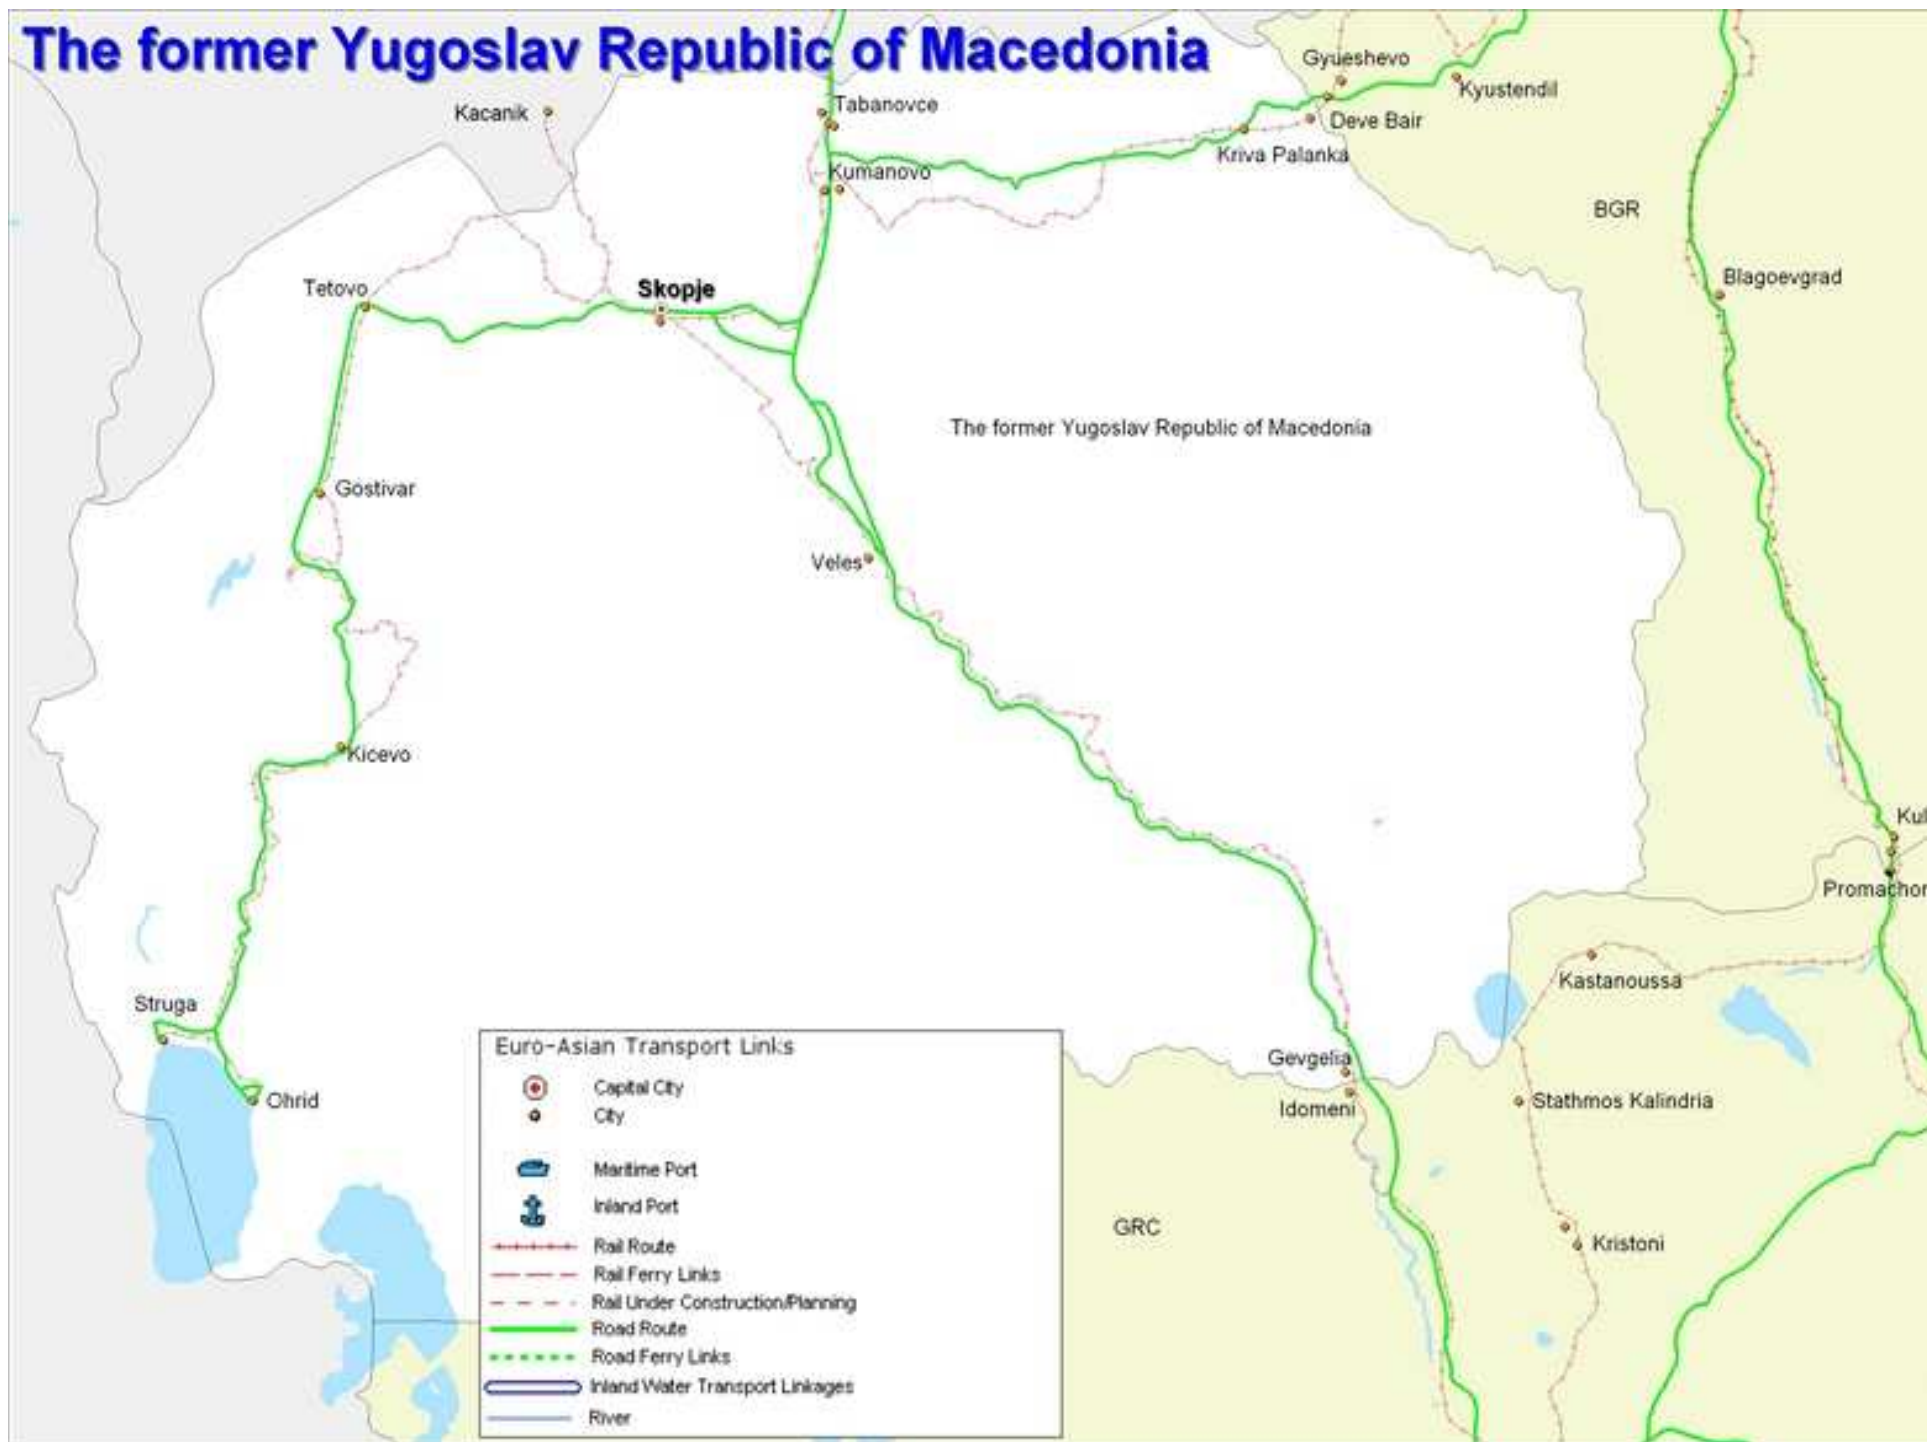 The former Yugoslav Republic of Macedonia
Gyueshevo
Kyustendil
Kacanik
Tabanovce
Deve Bair
Kriva Palanka
Kumanovo
BGR
Blagoevgrad
Tetovo
Skopje
The former Yugoslav Republic of Macedonia
Gostivar
Veles
Kicevo
Kul
Promachor
Kastanoussa
Struga
Gevgelia
Ohrid
Idomeni
Stathmos Kalindria
GRC
Kristoni
Euro-Asian Transport Links
Capital City
City
Maritime Port
Inland Port
Rail Route
Rail Ferry Links
Rail Under Construction/Planning
Road Route
Road Ferry Links
Inland Water Transport Linkages
River